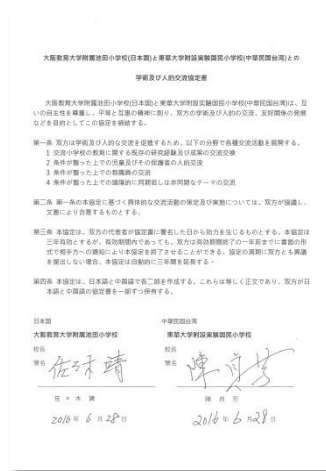 大阪教育大学附属池田小学校(日本国)と東華大学附設実験国民小学校(中華民国台湾)との
学術及び人的交流協定書
大阪教育大学附属池田小学校(日本国)と東華大学附設実験国民小学校(中華民国台湾)は、互
いの自主性を尊重し、平等と互恵の精神に則り、双方の学術及び人的の交流、友好関係の発展
などを目的としてこの協定を締結する。
第一条 双方は学術及び人的な交流を促進するため、以下の分野で各種交流活動を展開する。
1 交流小学校の教育に関する既存の研究経験及び成果の交流交換
2 条件が整った上での児童及びその保護者の人的交流
3 条件が整った上での教職員の交流
4 条件が整った上での遠隔的に同期若しくは非同期なテーマの交流
第二条 第一条の本協定に基づく具体的な交流活動の策定及び実施については、双方が協議し、
文書により合意するものとする。
第三条 本協定は、双方の代表者が協定書に署名した日から効力を生じるものとする。本協定は
三年有効とするが、有効期間内であっても、双方は有効期間終了の一年前までに書面の形
式で相手方への通知により本協定を終了させることができる。協定の満期に双方とも異議
を提出しない場合、本協定は自動的に三年間を延長する。
第四条 本協定は、日本語と中国語で各二部を作成する。これらは等しく正文であり、双方が日
本語と中国語の協定書を一部ずつ保有する。
日本国 中華民国台湾
大阪教育大学附属池田小学校 東華大学附設実験国民小学校
校長 校長
署名 佐々木靖 署名
佐々木 靖
2016 年 6 月 28 日 2016 年 6 月 28 日